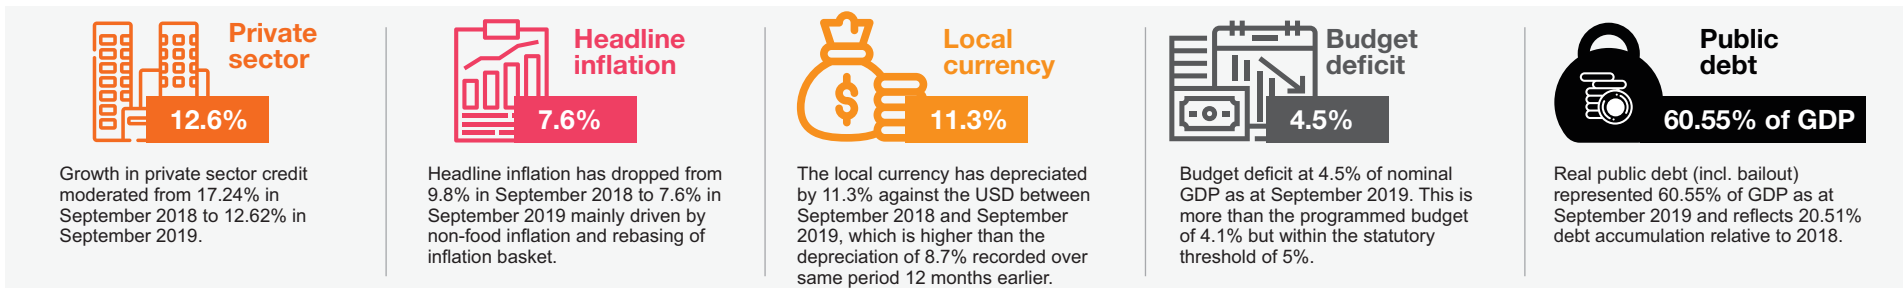 Private
sector
12.6%
Growth in private sector credit
moderated from 17.24% in
September 2018 to 12.62% in
September 2019.
Headline
inflation
7.6%
Headline inflation has dropped from
9.8% in September 2018 to 7.6% in
September 2019 mainly driven by
non-food inflation and rebasing of
inflation basket.
Local
currency
$
11.3%
The local currency has depreciated
by 11.3% against the USD between
September 2018 and September
2019, which is higher than the
depreciation of 8.7% recorded over
same period 12 months earlier.
Budget
deficit
4.5%
Budget deficit at 4.5% of nominal
GDP as at September 2019. This is
more than the programmed budget
of 4.1% but within the statutory
threshold of 5%.
Public
debt
60.55% of GDP
Real public debt (incl. bailout)
represented 60.55% of GDP as at
September 2019 and reflects 20.51%
debt accumulation relative to 2018.